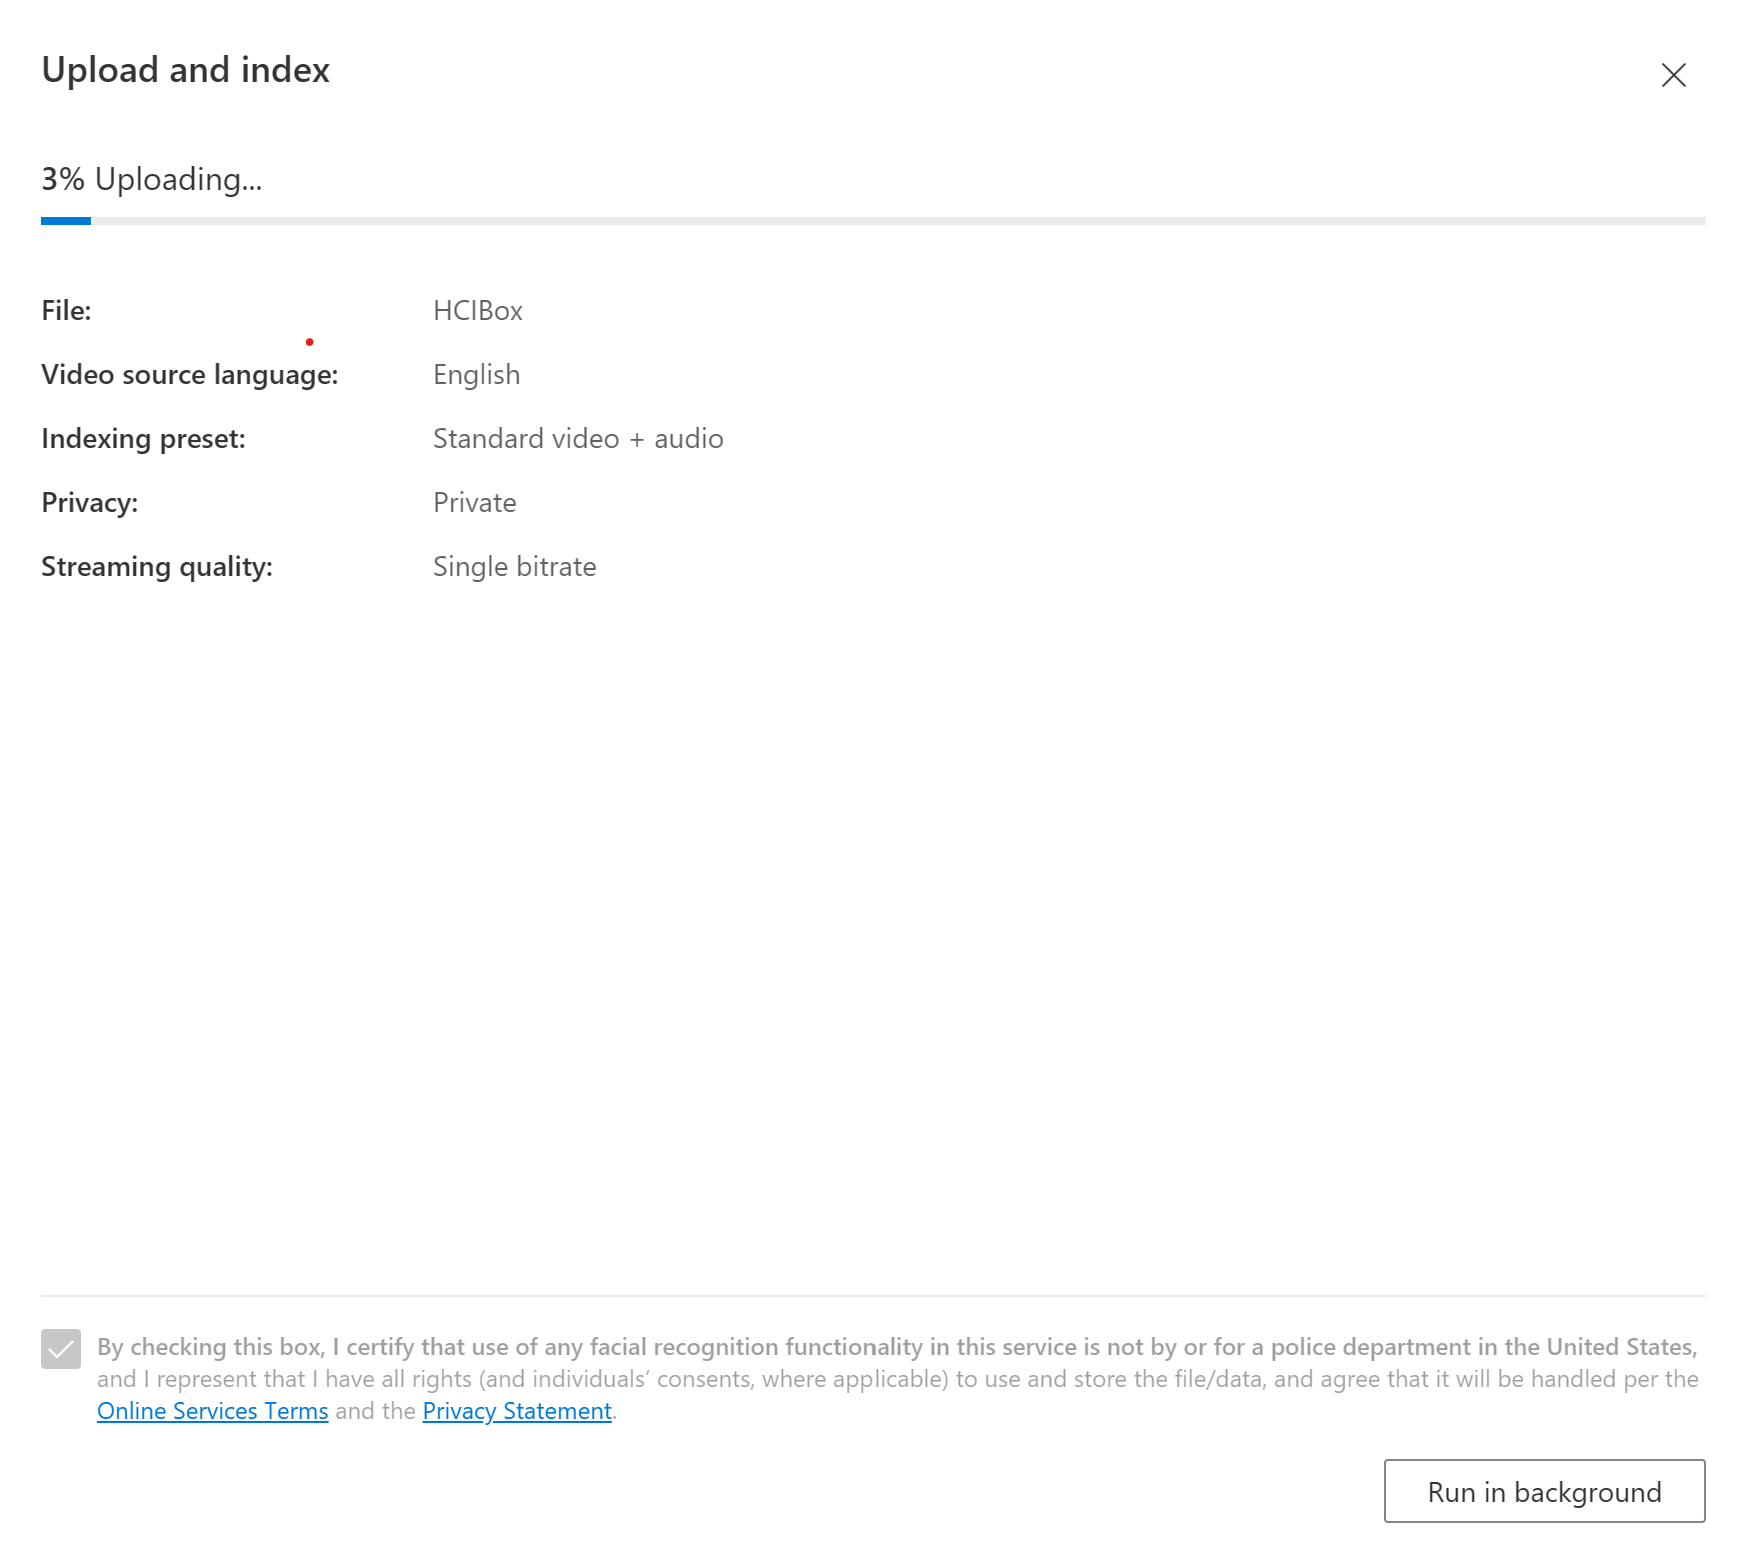 Upload and index
3% Uploading...
File: HCIBox
Video source language: English
Indexing preset: Standard video + audio
Privacy: Private
Streaming quality: Single bitrate
By checking this box, I certify that use of any facial recognition functionality in this service is not by or for a police department in the United States,
and I represent that I have all rights (and individuals’ consents, where applicable) to use and store the file/data, and agree that it will be handled per the
Online Services Terms and the Privacy Statement.
Run in background